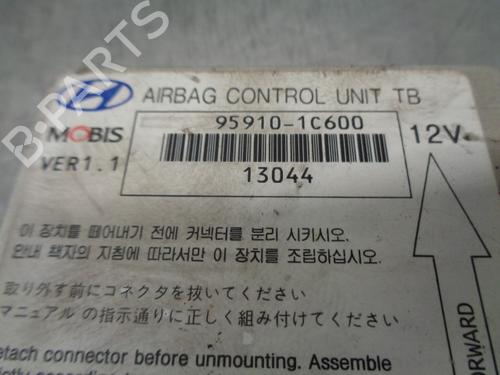 B-PARTS
AIRBAG CONTROL UNIT TB
MOBIS
95910-1C600
12V
VER1.1
13044
이 장치를 떼어내기 전에 커넥터를 분리 시키시오.
안내 책자의 지침에 따라서만 이 장치를 조립하십시오.
取り外す前にコネクタを抜いてください
マニュアル の指示通りに正しく組み付けてください
etach connector before unmounting. Assemble
FORWARD